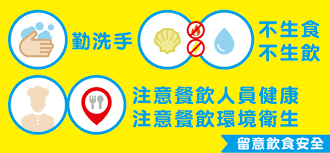 勤洗手
不生食
不生飲
注意餐飲人員健康
注意餐飲環境衛生
留意飲食安全